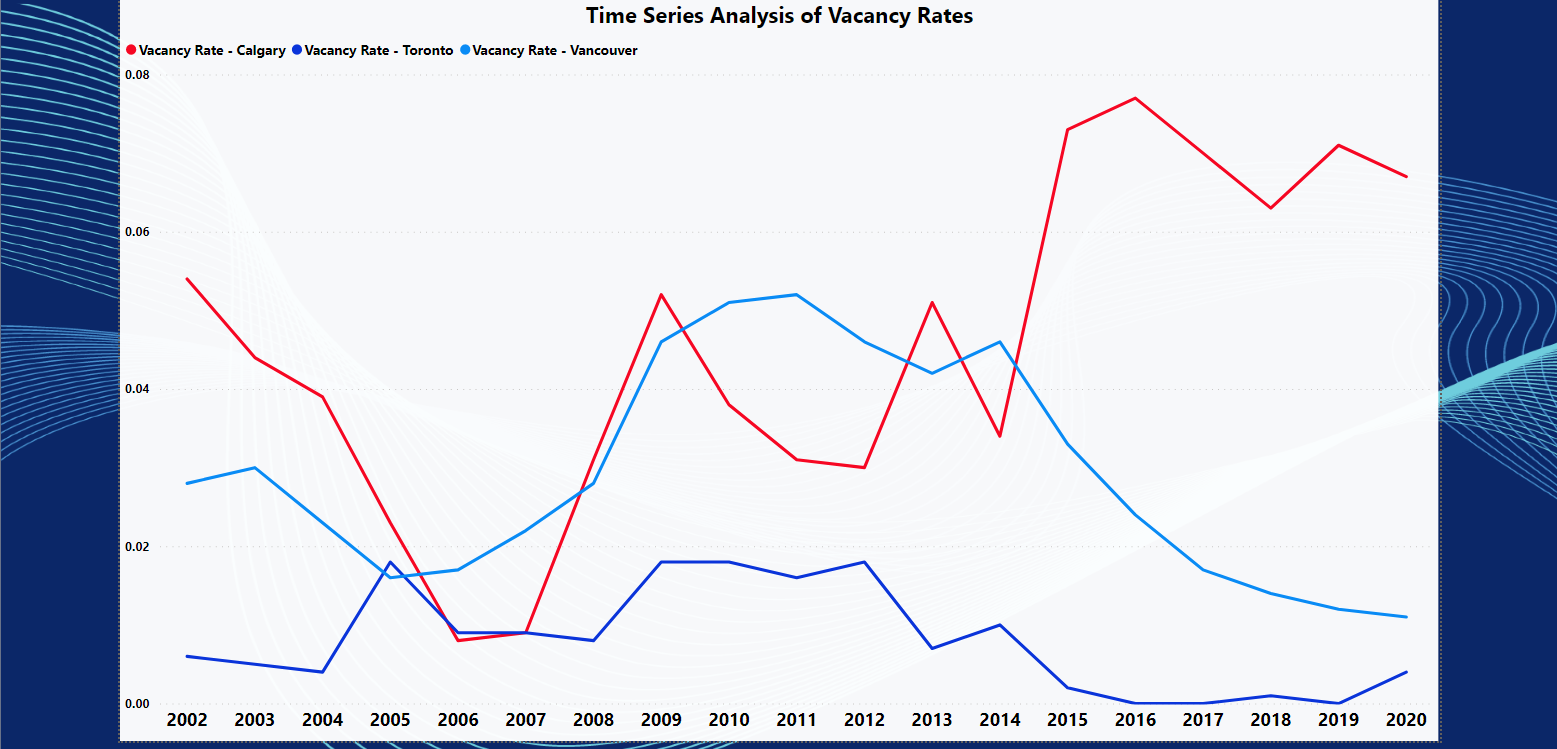 Time Series Analysis of Vacancy Rates
Vacancy Rate - Calgary Vacancy Rate - Toronto Vacancy Rate - Vancouver
0.08
0.06
0.04
0.02
0.00
2002 2003 2004 2005 2006 2007 2008 2009 2010 2011 2012 2013 2014 2015 2016 2017 2018 2019 2020